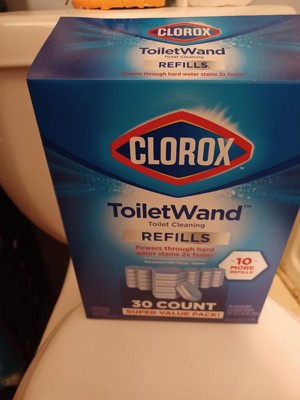 CLOROX
ToiletWand
Toilet Cleaning
REFILLS
Powers through hard water stains 2x faster*
CLOROX
ToiletWand™
Toilet Cleaning
REFILLS
Powers through hard
water stains 2x faster*
10
MORE
REFILLS
30 COUNT
SUPER VALUE PACK!